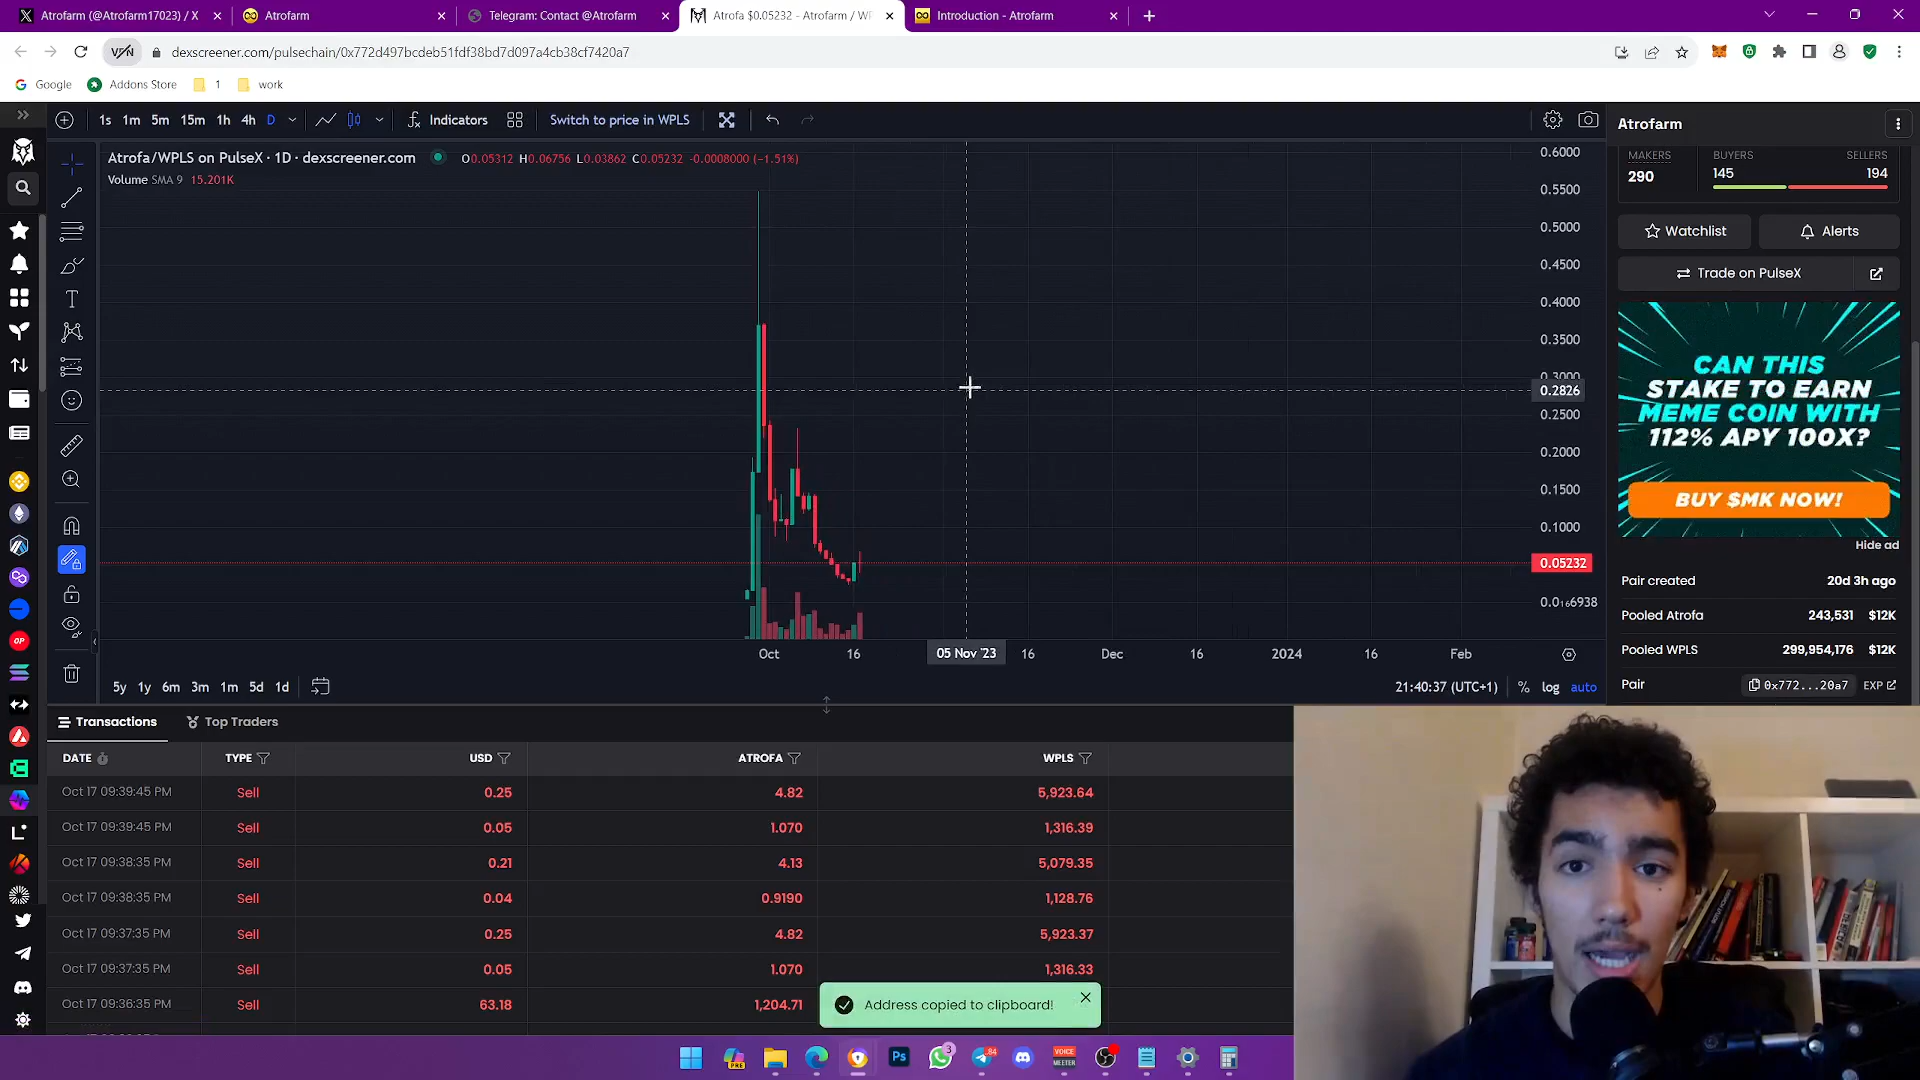 Atrofarm (@Atrofarm17023) / X
Atrofarm
Telegram: Contact @Atrofarm
Atrofa $0.05232 - Atrofarm / WP
Introduction - Atrofarm
VPN
dexscreener.com/pulsechain/0x772d497bcdeb51fdf38bd7d097a4cb38cf7420a7
Google
Addons Store
1
work
1s 1m 5m 15m 1h 4h D
Indicators
Switch to price in WPLS
Atrofa/WPLS on PulseX · 1D · dexscreener.com
O0.05312 H0.06756 L0.03862 C0.05232 -0.0008000 (−1.51%)
Volume SMA 9 15.201K
0.6000
0.5500
0.5000
0.4500
0.4000
0.3500
0.3000
0.2826
0.2500
0.2000
0.1500
0.1000
0.05232
0.0₁₆6938
Oct
16
05 Nov '23
16
Dec
16
2024
16
Feb
5y 1y 6m 3m 1m 5d 1d
21:40:37 (UTC+1)
%
log
auto
Atrofarm
MAKERS
290
BUYERS
145
SELLERS
194
Watchlist
Alerts
Trade on PulseX
CAN THIS
STAKE TO EARN
MEME COIN WITH
112% APY 100X?
BUY $MK NOW!
Hide ad
Pair created 20d 3h ago
Pooled Atrofa 243,531 $12K
Pooled WPLS 299,954,176 $12K
Pair 0x772...20a7 EXP
Transactions
Top Traders
DATE TYPE USD ATROFA WPLS
Oct 17 09:39:45 PM Sell 0.25 4.82 5,923.64
Oct 17 09:39:45 PM Sell 0.05 1.070 1,316.39
Oct 17 09:38:35 PM Sell 0.21 4.13 5,079.35
Oct 17 09:38:35 PM Sell 0.04 0.9190 1,128.76
Oct 17 09:37:35 PM Sell 0.25 4.82 5,923.37
Oct 17 09:37:35 PM Sell 0.05 1.070 1,316.33
Oct 17 09:36:35 PM Sell 63.18 1,204.71
Address copied to clipboard!
OP
PRE
Ps
3
84
VOICE
MEETER